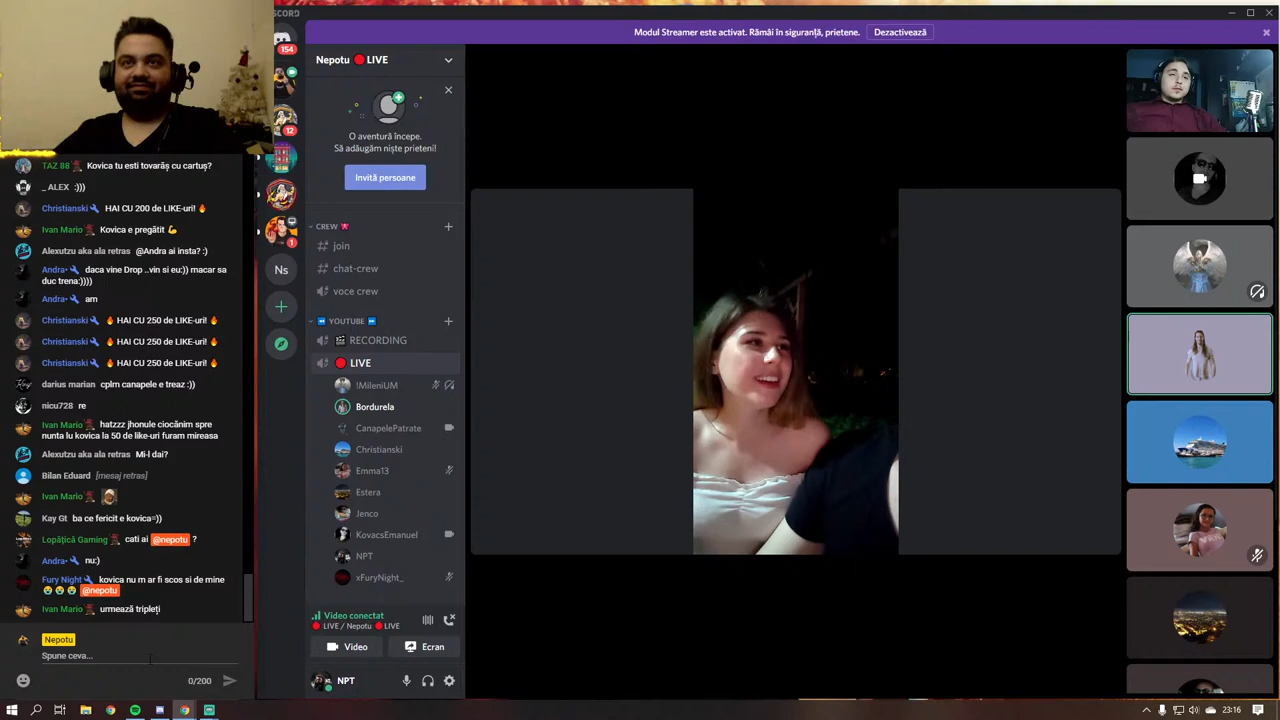 ISCORD
Modul Streamer este activat. Rămâi în siguranță, prietene.
Dezactivează
154
12
1
Ns
Nepotu 🔴 LIVE
O aventură începe.
Să adăugăm niște prieteni!
Invită persoane
CREW
join
chat-crew
voce crew
YOUTUBE
RECORDING
LIVE
!MileniUM
Bordurela
CanapelePatrate
Christianski
Emma13
Estera
Jenco
KovacsEmanuel
NPT
xFuryNight_
Video conectat
LIVE / Nepotu 🔴 LIVE
Video
Ecran
NPT
TAZ 88 Kovica tu esti tovarăș cu cartuș?
_ ALEX :)))
Christianski HAI CU 200 de LIKE-uri! 🔥
Ivan Mario Kovica e pregătit 💪
Alexutzu aka ala retras @Andra ai insta? :)
Andra• daca vine Drop ..vin si eu:)) macar sa
duc trena:))))
Andra• am
Christianski 🔥 HAI CU 250 de LIKE-uri! 🔥
Christianski 🔥 HAI CU 250 de LIKE-uri! 🔥
Christianski 🔥 HAI CU 250 de LIKE-uri! 🔥
darius marian cplm canapele e treaz :))
nicu728 re
Ivan Mario hatzzz jhonule ciocănim spre
nunta lu kovica la 50 de like-uri furam mireasa
Alexutzu aka ala retras Mi-l dai?
Bilan Eduard [mesaj retras]
Ivan Mario
Kay Gt ba ce fericit e kovica=))
Lopățică Gaming cati ai @nepotu ?
Andra• nu:)
Fury Night kovica nu m ar fi scos si de mine
😭 😭 😭 @nepotu
Ivan Mario urmează tripleți
Nepotu
Spune ceva...
0/200
23:16